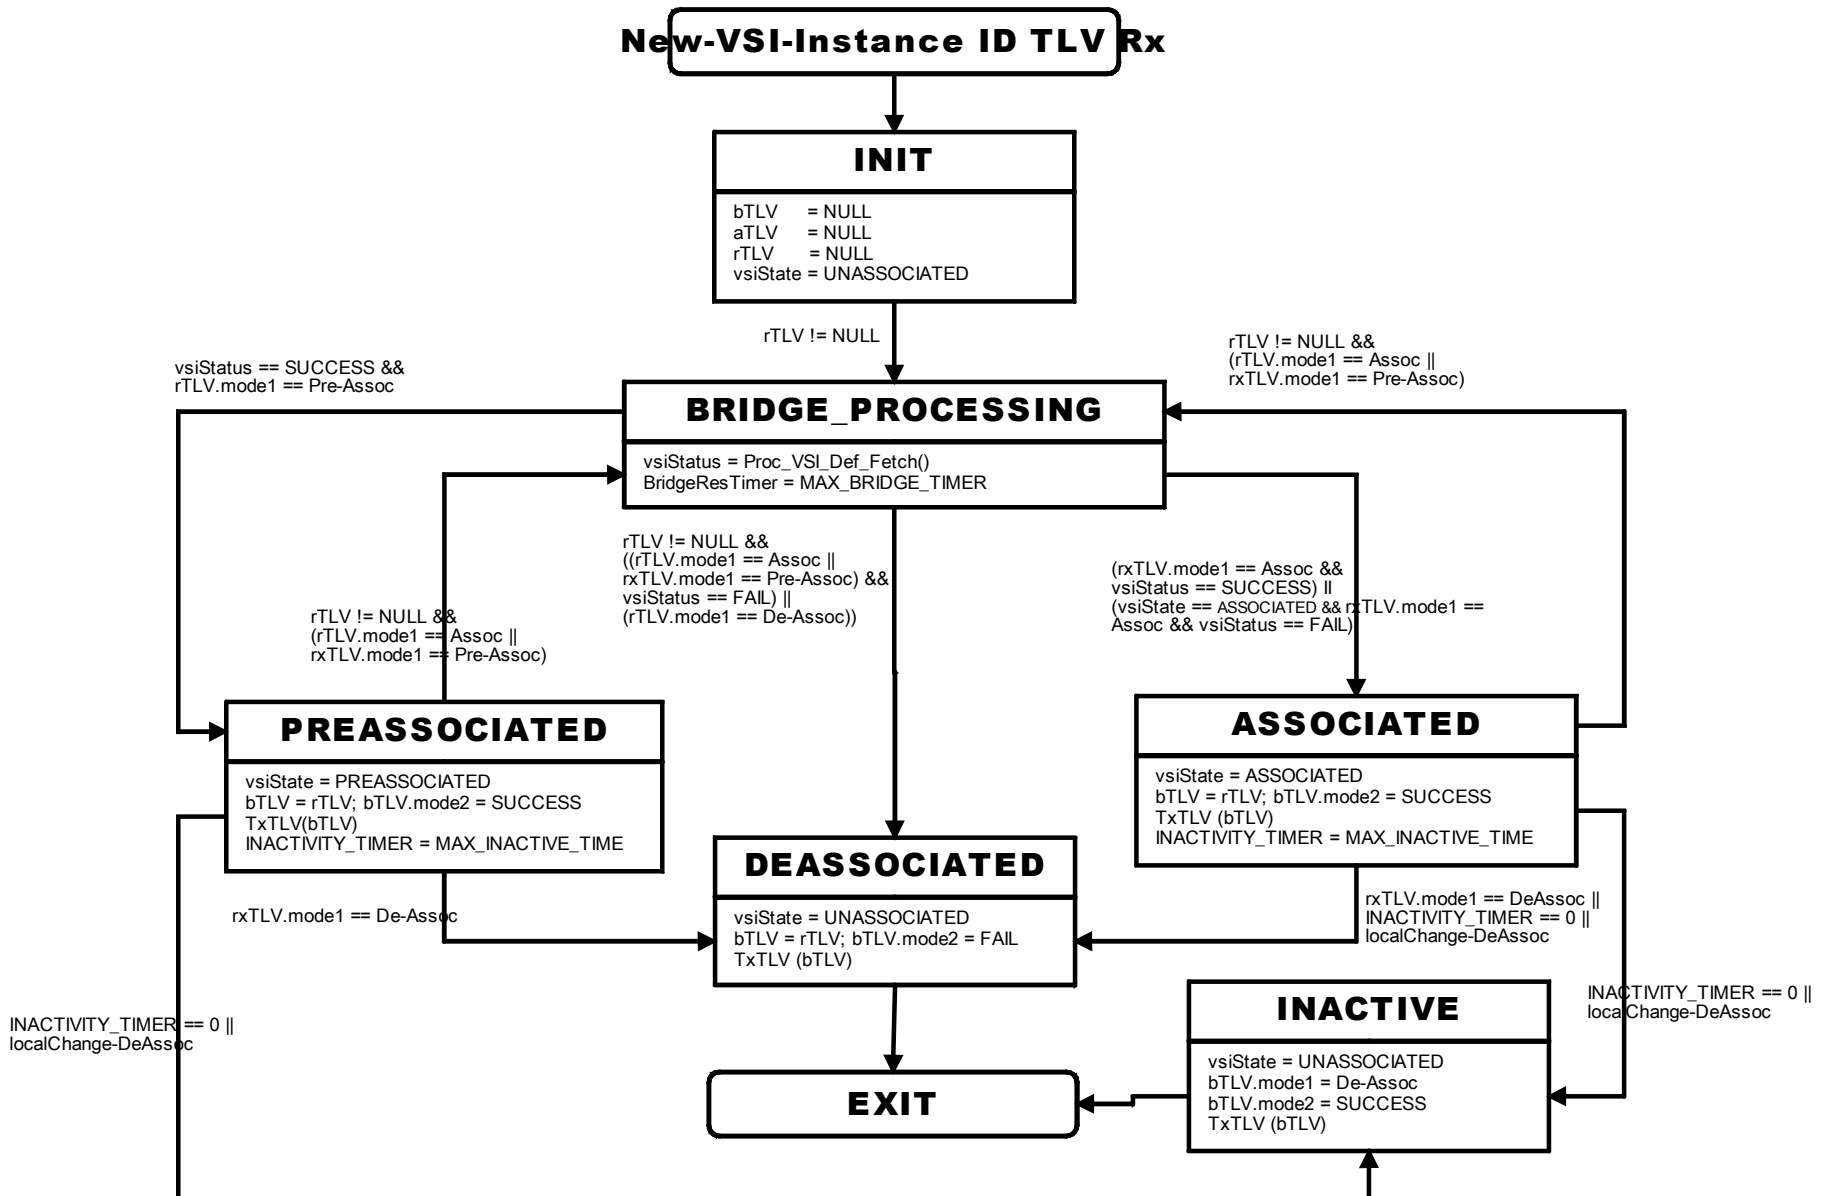 New-VSI-Instance ID TLV Rx
INIT
bTLV = NULL
aTLV = NULL
rTLV = NULL
vsiState = UNASSOCIATED
rTLV != NULL
rTLV != NULL &&
(rTLV.mode1 == Assoc ||
rxTLV.mode1 == Pre-Assoc)
vsiStatus == SUCCESS &&
rTLV.mode1 == Pre-Assoc
BRIDGE_PROCESSING
vsiStatus = Proc_VSI_Def_Fetch()
BridgeResTimer = MAX_BRIDGE_TIMER
rTLV != NULL &&
((rTLV.mode1 == Assoc ||
rxTLV.mode1 == Pre-Assoc) &&
vsiStatus == FAIL) ||
(rTLV.mode1 == De-Assoc))
(rxTLV.mode1 == Assoc &&
vsiStatus == SUCCESS) ||
(vsiState == ASSOCIATED && rxTLV.mode1 ==
Assoc && vsiStatus == FAIL)
rTLV != NULL &&
(rTLV.mode1 == Assoc ||
rxTLV.mode1 == Pre-Assoc)
PREASSOCIATED
vsiState = PREASSOCIATED
bTLV = rTLV; bTLV.mode2 = SUCCESS
TxTLV(bTLV)
INACTIVITY_TIMER = MAX_INACTIVE_TIME
ASSOCIATED
vsiState = ASSOCIATED
bTLV = rTLV; bTLV.mode2 = SUCCESS
TxTLV (bTLV)
INACTIVITY_TIMER = MAX_INACTIVE_TIME
DEASSOCIATED
vsiState = UNASSOCIATED
bTLV = rTLV; bTLV.mode2 = FAIL
TxTLV (bTLV)
rxTLV.mode1 == De-Assoc
rxTLV.mode1 == DeAssoc ||
INACTIVITY_TIMER == 0 ||
localChange-DeAssoc
INACTIVITY_TIMER == 0 ||
localChange-DeAssoc
INACTIVE
vsiState = UNASSOCIATED
bTLV.mode1 = De-Assoc
bTLV.mode2 = SUCCESS
TxTLV (bTLV)
INACTIVITY_TIMER == 0 ||
localChange-DeAssoc
EXIT